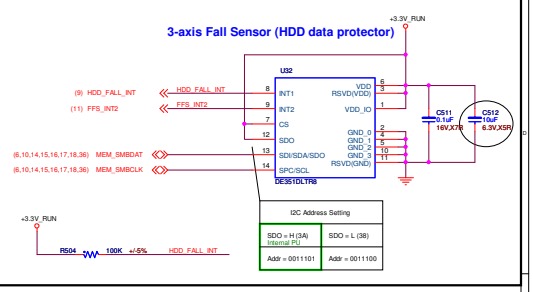 +3.3V_RUN
3-axis Fall Sensor (HDD data protector)
U32
(9) HDD_FALL_INT HDD_FALL_INT 8 INT1
(11) FFS_INT2 FFS_INT2 9 INT2
7 CS
12 SDO
(6,10,14,15,16,17,18,36) MEM_SMBDAT 13 SDI/SDA/SDO
(6,10,14,15,16,17,18,36) MEM_SMBCLK 14 SPC/SCL
VDD 6
RSVD(VDD) 3
VDD_IO 1
GND_0 2
GND_1 4
GND_2 5
GND_3 10
RSVD(GND) 11
DE351DLTR8
C511
0.1uF
16V,X7R
C512
10uF
6.3V,X5R
D
I2C Address Setting
SDO = H (3A)
Internal PU
SDO = L (38)
Addr = 0011101
Addr = 0011100
+3.3V_RUN
R504 100K +/-5% HDD_FALL_INT